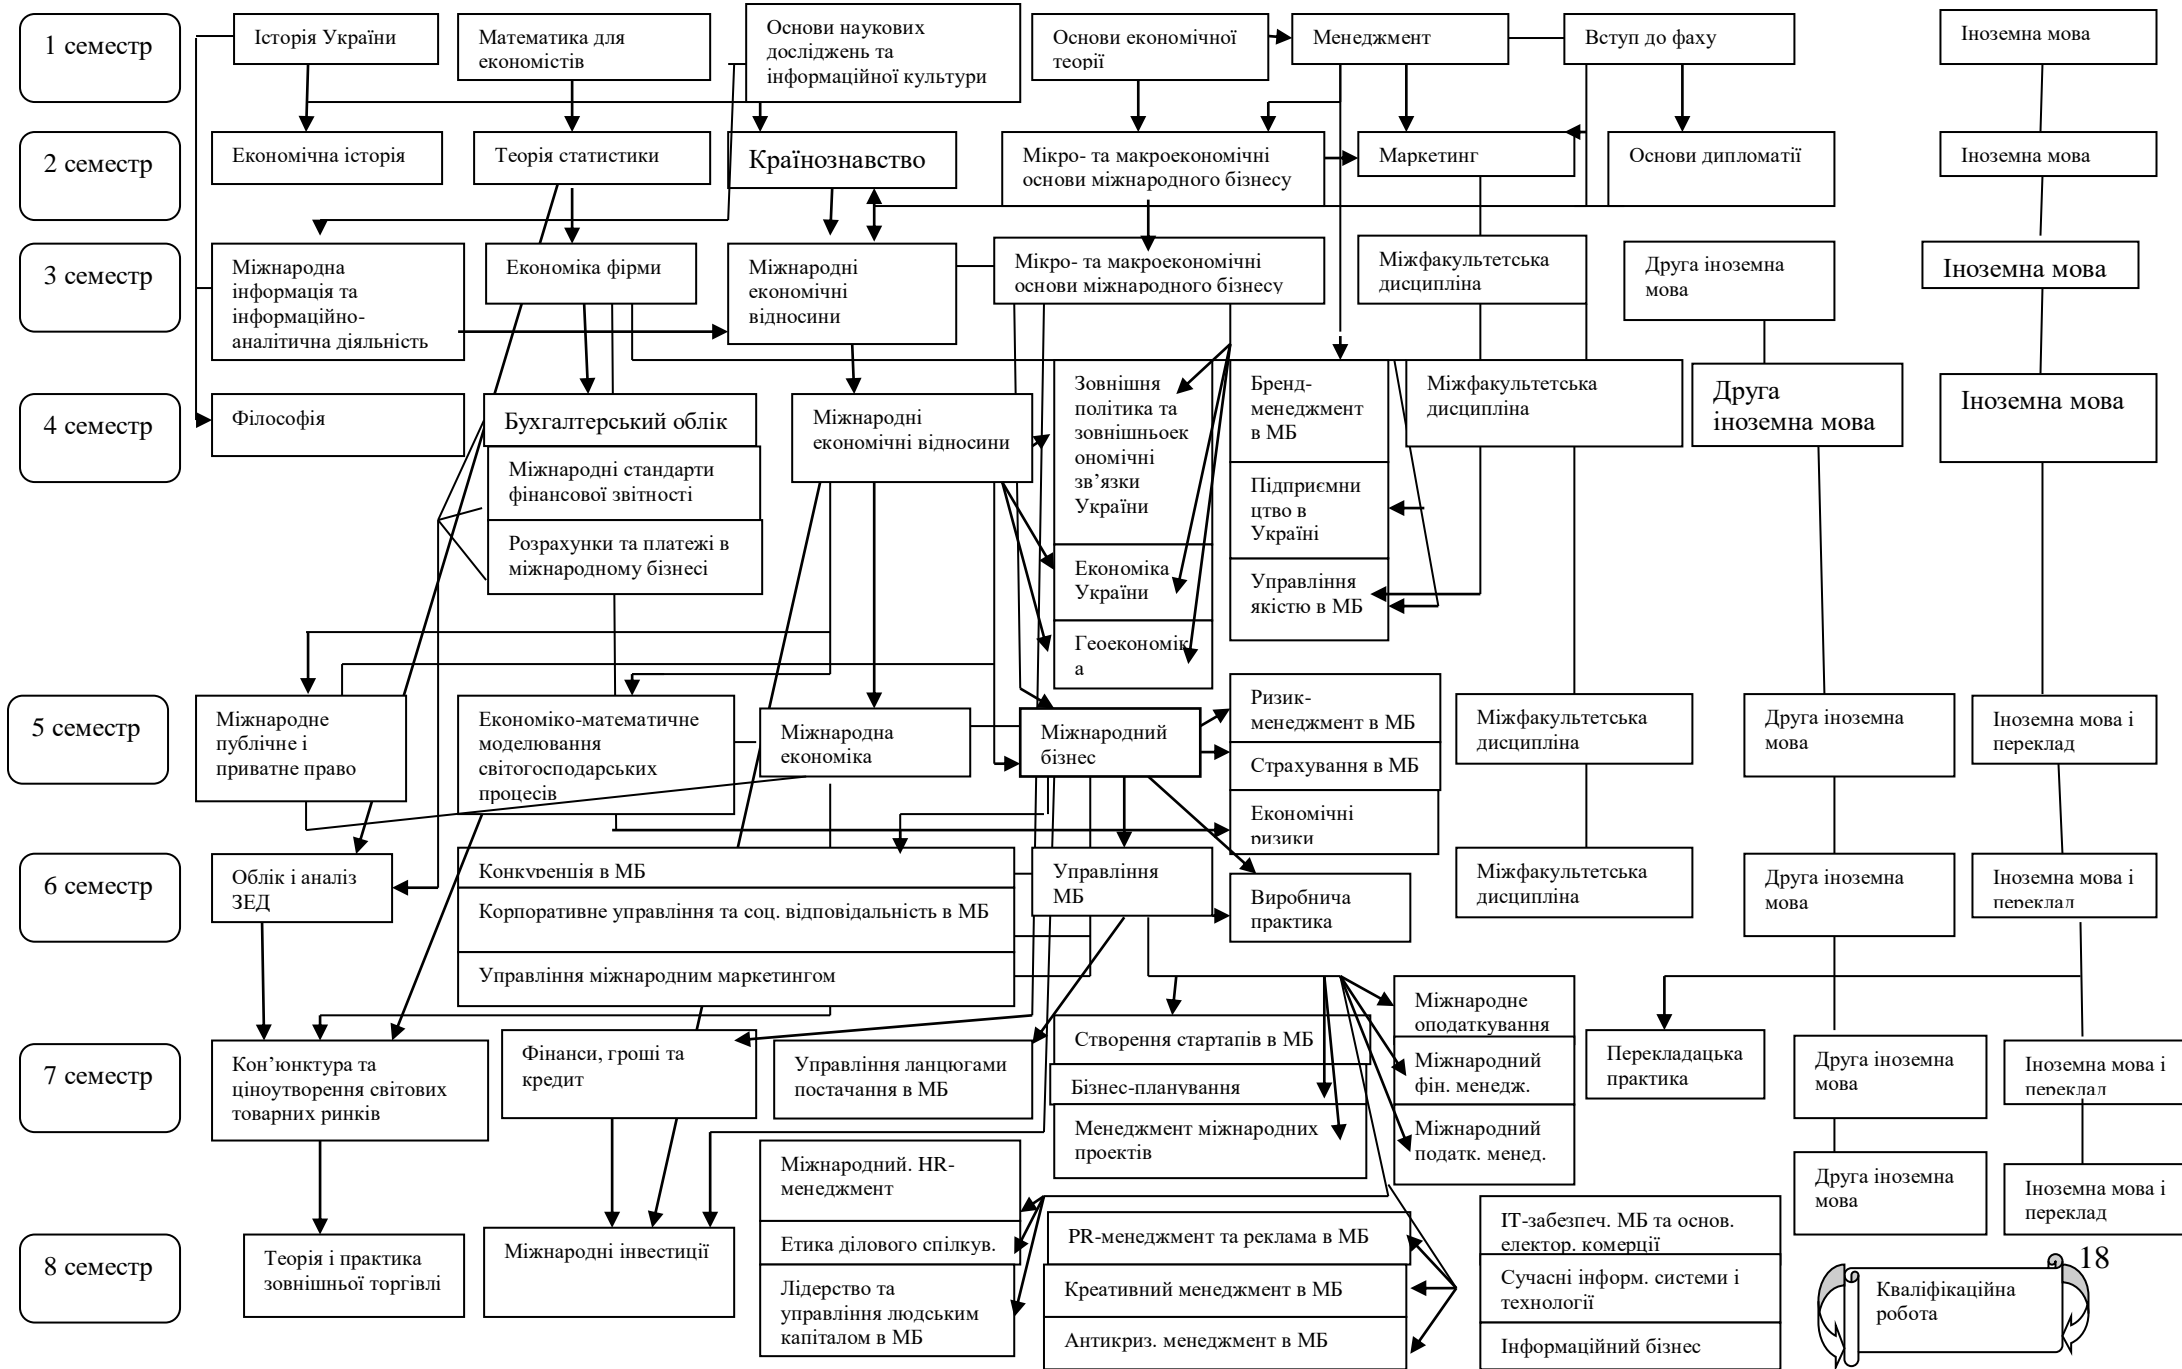 1 семестр
Історія України
Математика для
економістів
Основи наукових
досліджень та
інформаційної культури
Основи економічної
теорії
Менеджмент
Вступ до фаху
Іноземна мова
2 семестр
Економічна історія
Теорія статистики
Країнознавство
Мікро- та макроекономічні
основи міжнародного бізнесу
Маркетинг
Основи дипломатії
Іноземна мова
3 семестр
Міжнародна
інформація та
інформаційно-
аналітична діяльність
Економіка фірми
Міжнародні
економічні
відносини
Мікро- та макроекономічні
основи міжнародного бізнесу
Міжфакультетська
дисципліна
Друга іноземна
мова
Іноземна мова
4 семестр
Філософія
Бухгалтерський облік
Міжнародні стандарти
фінансової звітності
Розрахунки та платежі в
міжнародному бізнесі
Міжнародні
економічні відносини
Зовнішня
політика та
зовнішньоек
ономічні
зв’язки
України
Економіка
України
Геоекономік
а
Бренд-
менеджмент
в МБ
Підприємни
цтво в
Україні
Управління
якістю в МБ
Міжфакультетська
дисципліна
Друга
іноземна мова
Іноземна мова
5 семестр
Міжнародне
публічне і
приватне право
Економіко-математичне
моделювання
світогосподарських
процесів
Міжнародна
економіка
Міжнародний
бізнес
Ризик-
менеджмент в МБ
Страхування в МБ
Економічні
ризики
Міжфакультетська
дисципліна
Друга іноземна
мова
Іноземна мова і
переклад
6 семестр
Облік і аналіз
ЗЕД
Конкуренція в МБ
Корпоративне управління та соц. відповідальність в МБ
Управління міжнародним маркетингом
Управління
МБ
Виробнича
практика
Міжфакультетська
дисципліна
Друга іноземна
мова
Іноземна мова і
переклад
7 семестр
Кон’юнктура та
ціноутворення світових
товарних ринків
Фінанси, гроші та
кредит
Управління ланцюгами
постачання в МБ
Створення стартапів в МБ
Бізнес-планування
Менеджмент міжнародних
проектів
Міжнародне
оподаткування
Міжнародний
фін. менедж.
Міжнародний
податк. менед.
Перекладацька
практика
Друга іноземна
мова
Іноземна мова і
переклад
8 семестр
Теорія і практика
зовнішньої торгівлі
Міжнародні інвестиції
Міжнародний. HR-
менеджмент
Етика ділового спілкув.
Лідерство та
управління людським
капіталом в МБ
PR-менеджмент та реклама в МБ
Креативний менеджмент в МБ
Антикриз. менеджмент в МБ
ІТ-забезпеч. МБ та основ.
електор. комерції
Сучасні інформ. системи і
технології
Інформаційний бізнес
Друга іноземна
мова
Іноземна мова і
переклад
18
Кваліфікаційна
робота